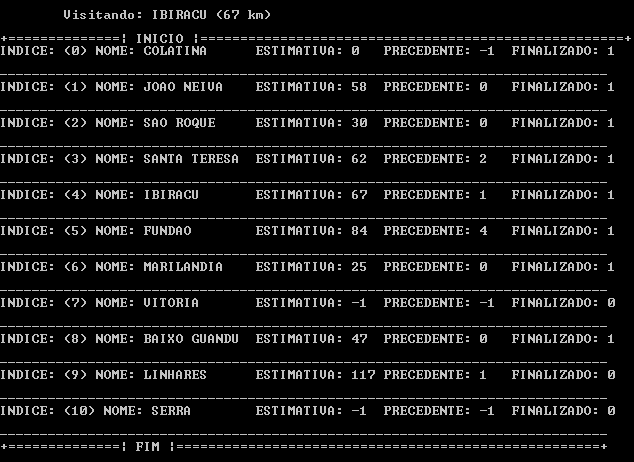 Visitando: IBIRACU (67 km)
+==============¦ INICIO ¦=====================================================+
INDICE: (0) NOME: COLATINA ESTIMATIVA: 0 PRECEDENTE: -1 FINALIZADO: 1
INDICE: (1) NOME: JOAO NEIVA ESTIMATIVA: 58 PRECEDENTE: 0 FINALIZADO: 1
INDICE: (2) NOME: SAO ROQUE ESTIMATIVA: 30 PRECEDENTE: 0 FINALIZADO: 1
INDICE: (3) NOME: SANTA TERESA ESTIMATIVA: 62 PRECEDENTE: 2 FINALIZADO: 1
INDICE: (4) NOME: IBIRACU ESTIMATIVA: 67 PRECEDENTE: 1 FINALIZADO: 1
INDICE: (5) NOME: FUNDAO ESTIMATIVA: 84 PRECEDENTE: 4 FINALIZADO: 1
INDICE: (6) NOME: MARILANDIA ESTIMATIVA: 25 PRECEDENTE: 0 FINALIZADO: 1
INDICE: (7) NOME: VITORIA ESTIMATIVA: -1 PRECEDENTE: -1 FINALIZADO: 0
INDICE: (8) NOME: BAIXO GUANDU ESTIMATIVA: 47 PRECEDENTE: 0 FINALIZADO: 1
INDICE: (9) NOME: LINHARES ESTIMATIVA: 117 PRECEDENTE: 1 FINALIZADO: 0
INDICE: (10) NOME: SERRA ESTIMATIVA: -1 PRECEDENTE: -1 FINALIZADO: 0
+==============¦ FIM ¦=====================================================+